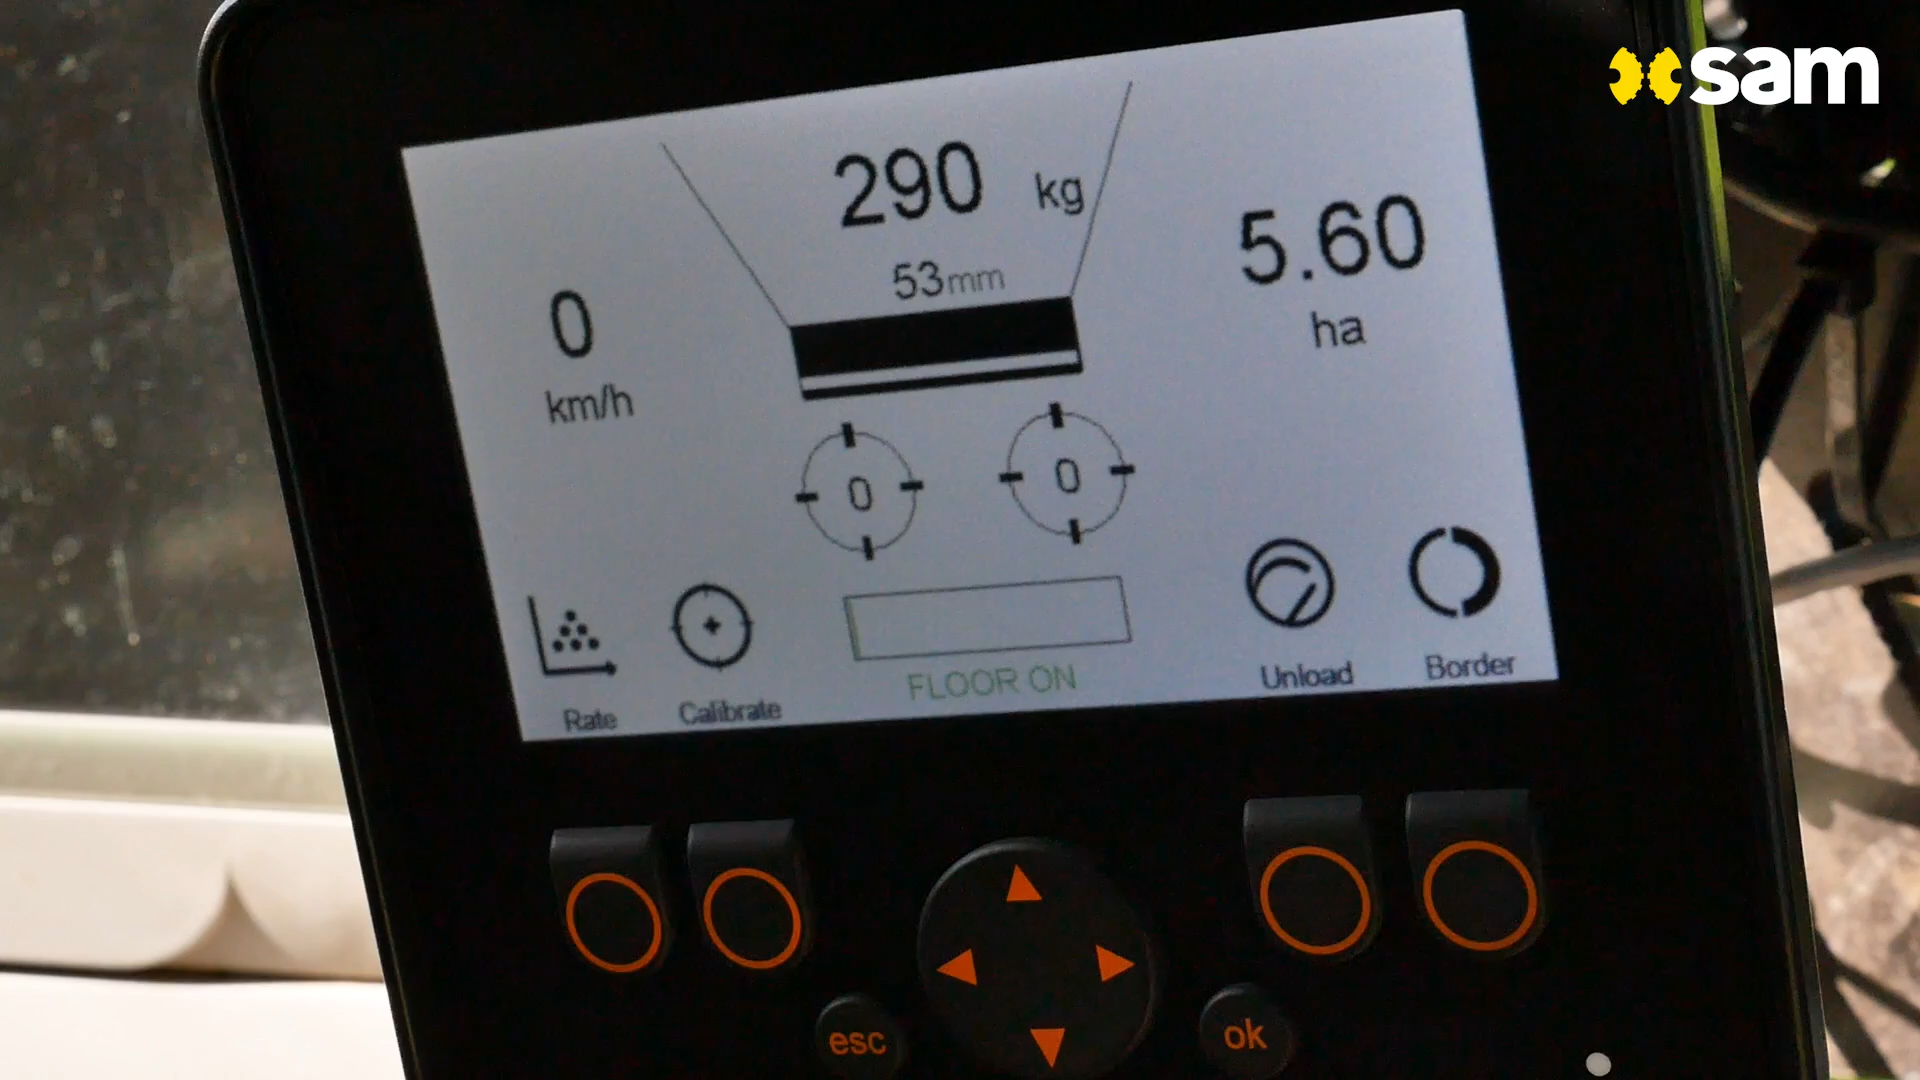 sam
290 kg
53mm
0
km/h
5.60
ha
0 0
Rate
Calibrate
FLOOR ON
Unload
Border
esc
ok